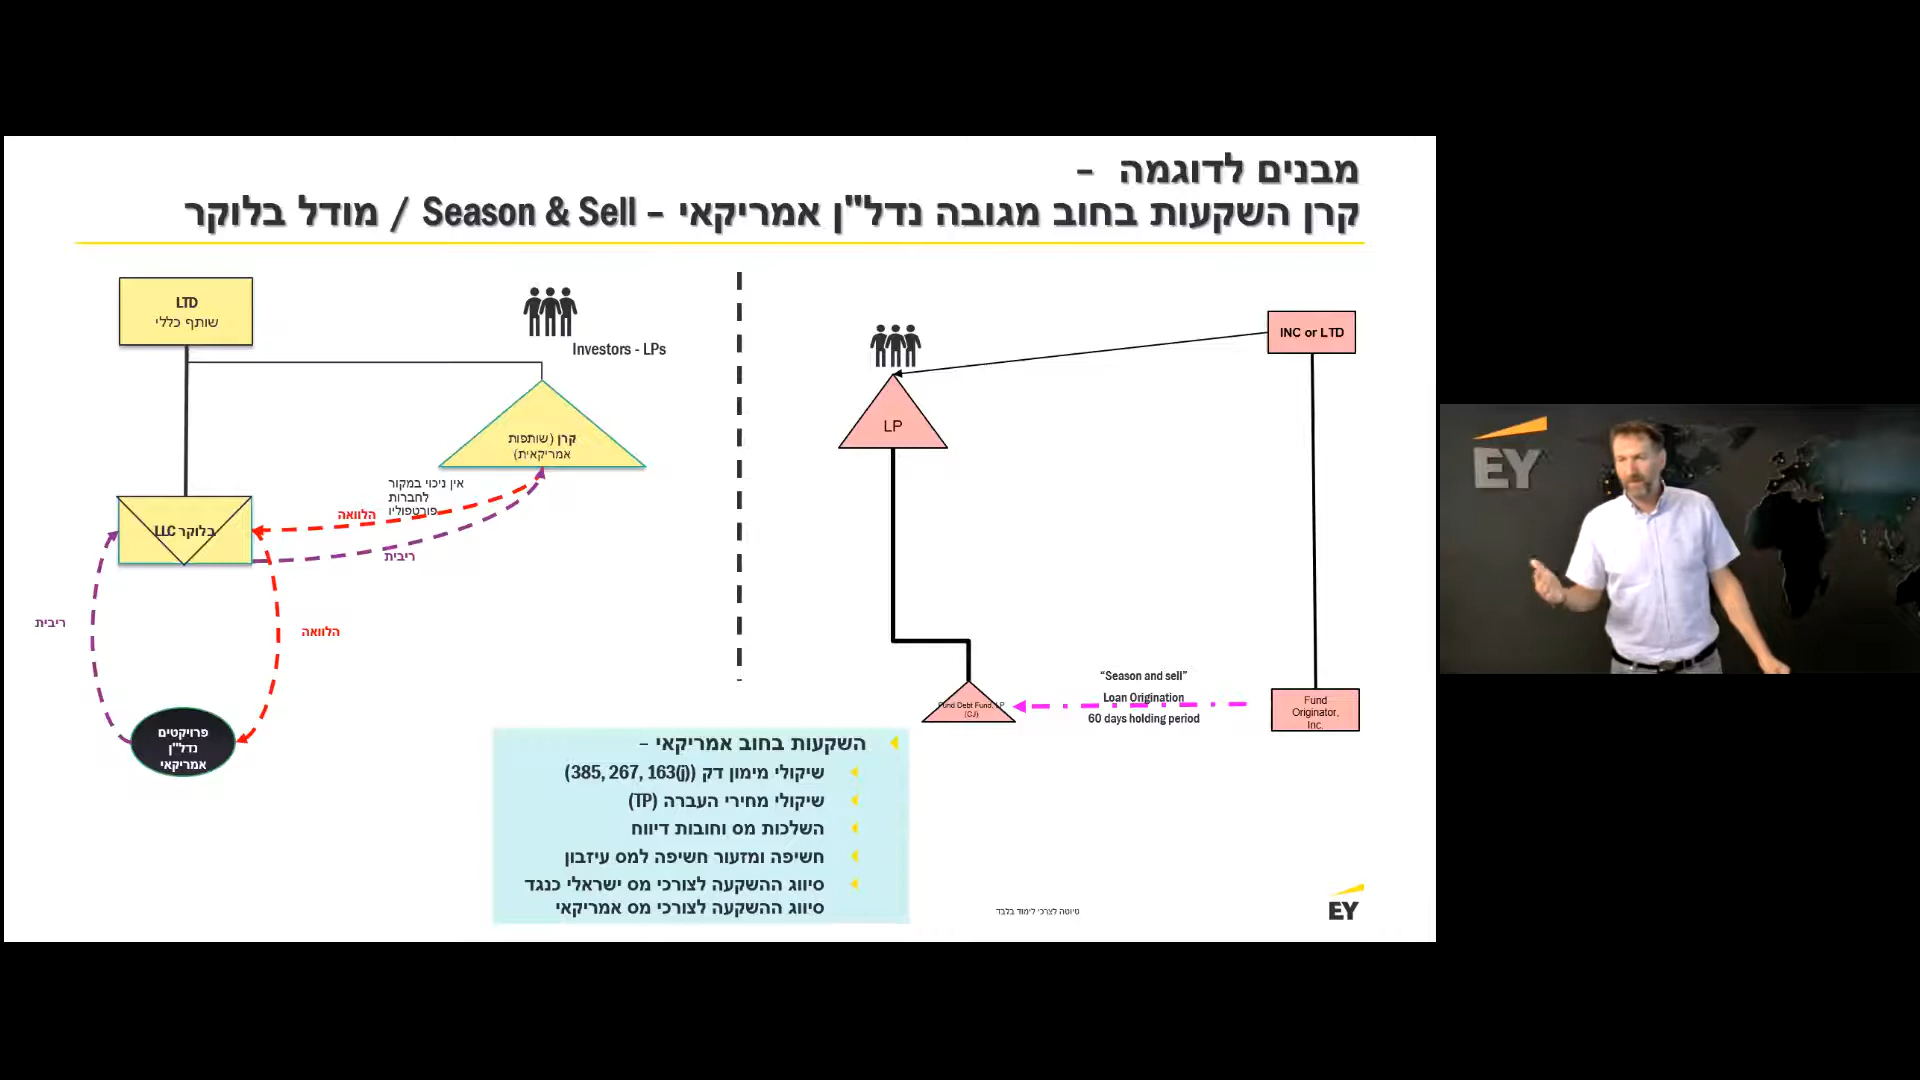 מבנים לדוגמה –
קרן השקעות בחוב מגובה נדל"ן אמריקאי – Season & Sell / מודל בלוקר
LTD
שותף כללי
Investors - LPs
קרן (שותפות
אמריקאית)
אין ניכוי במקור
לחברות
פורטפוליו
הלוואה
ריבית
בלוקר LLC
ריבית
הלוואה
פרויקטים
נדל"ן
אמריקאי
INC or LTD
LP
"Season and sell"
Loan Origination
60 days holding period
Fund Debt Fund, LP
(CJ)
Fund
Originator,
Inc.
השקעות בחוב אמריקאי –
שיקולי מימון דק (385, 267, 163(j))
שיקולי מחירי העברה (TP)
השלכות מס וחובות דיווח
חשיפה ומזעור חשיפה למס עיזבון
סיווג ההשקעה לצורכי מס ישראלי כנגד
סיווג ההשקעה לצורכי מס אמריקאי
טיוטה לצרכי לימוד בלבד
EY
EY